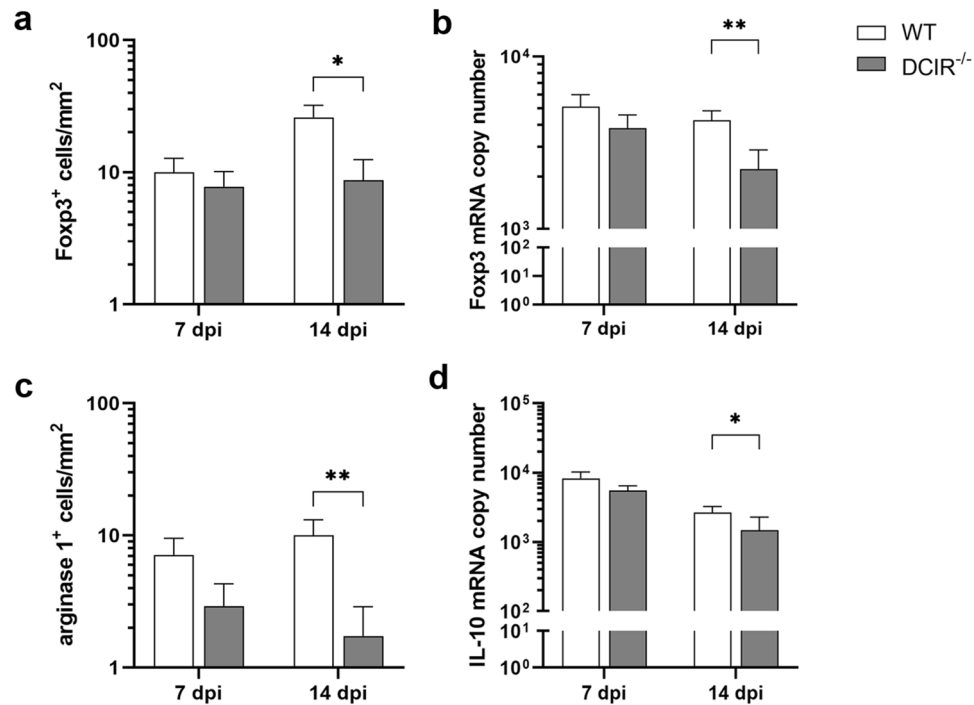 a
Foxp3⁺ cells/mm²
100
10
1
*
7 dpi
14 dpi
b
Foxp3 mRNA copy number
10⁴
10³
10²
10¹
10⁰
**
7 dpi
14 dpi
WT
DCIR⁻/⁻
c
arginase 1⁺ cells/mm²
100
10
1
**
7 dpi
14 dpi
d
IL-10 mRNA copy number
10⁵
10⁴
10³
10²
10¹
10⁰
*
7 dpi
14 dpi